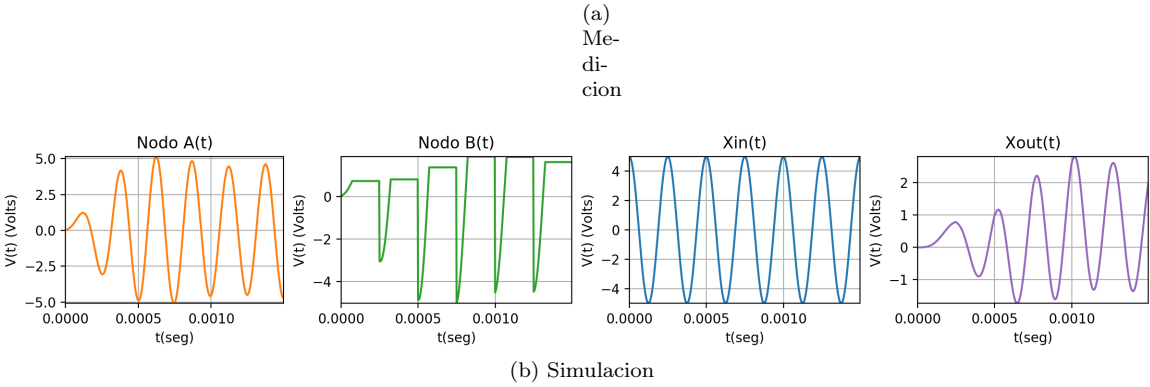 (a)
Me-
di-
cion
Nodo A(t)
Nodo B(t)
Xin(t)
Xout(t)
V(t) (Volts)
5.0
2.5
0.0
−2.5
−5.0
0.0000
0.0005
0.0010
t(seg)
V(t) (Volts)
0
−2
−4
0.0000
0.0005
0.0010
t(seg)
V(t) (Volts)
4
2
0
−2
−4
0.0000
0.0005
0.0010
t(seg)
V(t) (Volts)
2
1
0
−1
0.0000
0.0005
0.0010
t(seg)
(b) Simulacion